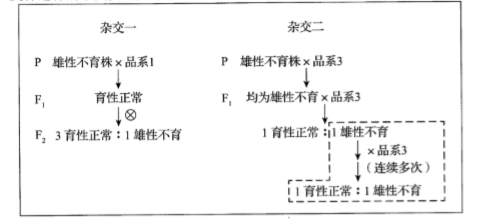 杂交一 杂交二
P 雄性不育株×品系1 P 雄性不育株×品系3
F₁ 育性正常 F₁ 均为雄性不育×品系3
⊗
F₂ 3育性正常:1雄性不育 1育性正常:1雄性不育
×品系3
(连续多次)
1育性正常:1雄性不育